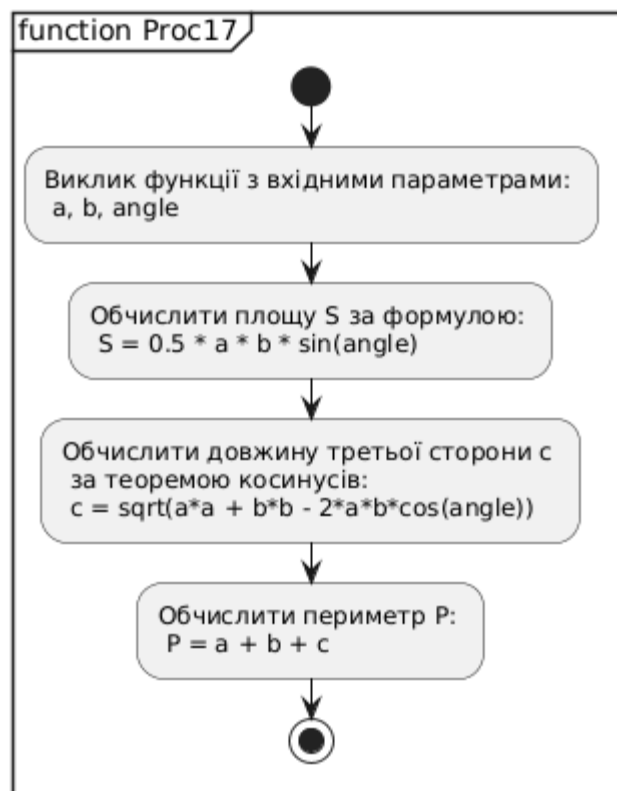 function Proc17
Виклик функції з вхідними параметрами:
a, b, angle
Обчислити площу S за формулою:
S = 0.5 * a * b * sin(angle)
Обчислити довжину третьої сторони c
за теоремою косинусів:
c = sqrt(a*a + b*b - 2*a*b*cos(angle))
Обчислити периметр P:
P = a + b + c